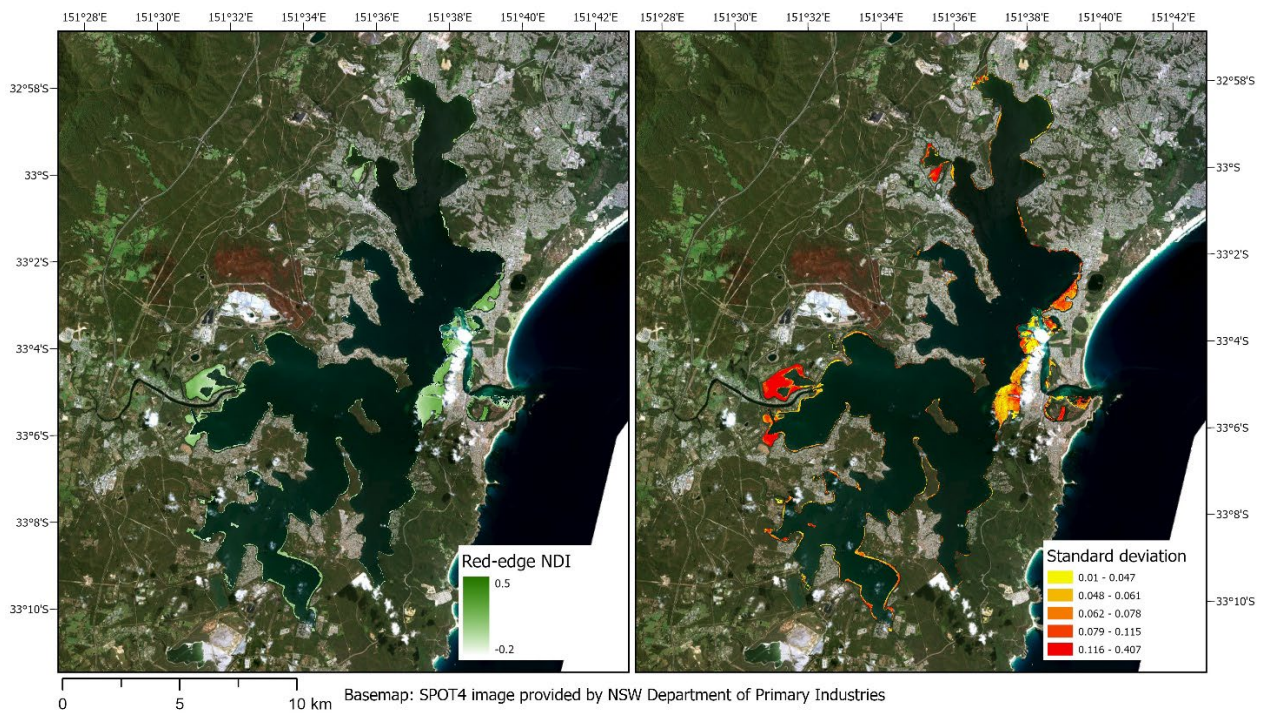 151°28'E 151°30'E 151°32'E 151°34'E 151°36'E 151°38'E 151°40'E 151°42'E
151°28'E 151°30'E 151°32'E 151°34'E 151°36'E 151°38'E 151°40'E 151°42'E
32°58'S
33°S
33°2'S
33°4'S
33°6'S
33°8'S
33°10'S
Red-edge NDI
0.5
-0.2
32°58'S
33°S
33°2'S
33°4'S
33°6'S
33°8'S
33°10'S
Standard deviation
0.01 - 0.047
0.048 - 0.061
0.062 - 0.078
0.079 - 0.115
0.116 - 0.407
0 5 10 km
Basemap: SPOT4 image provided by NSW Department of Primary Industries